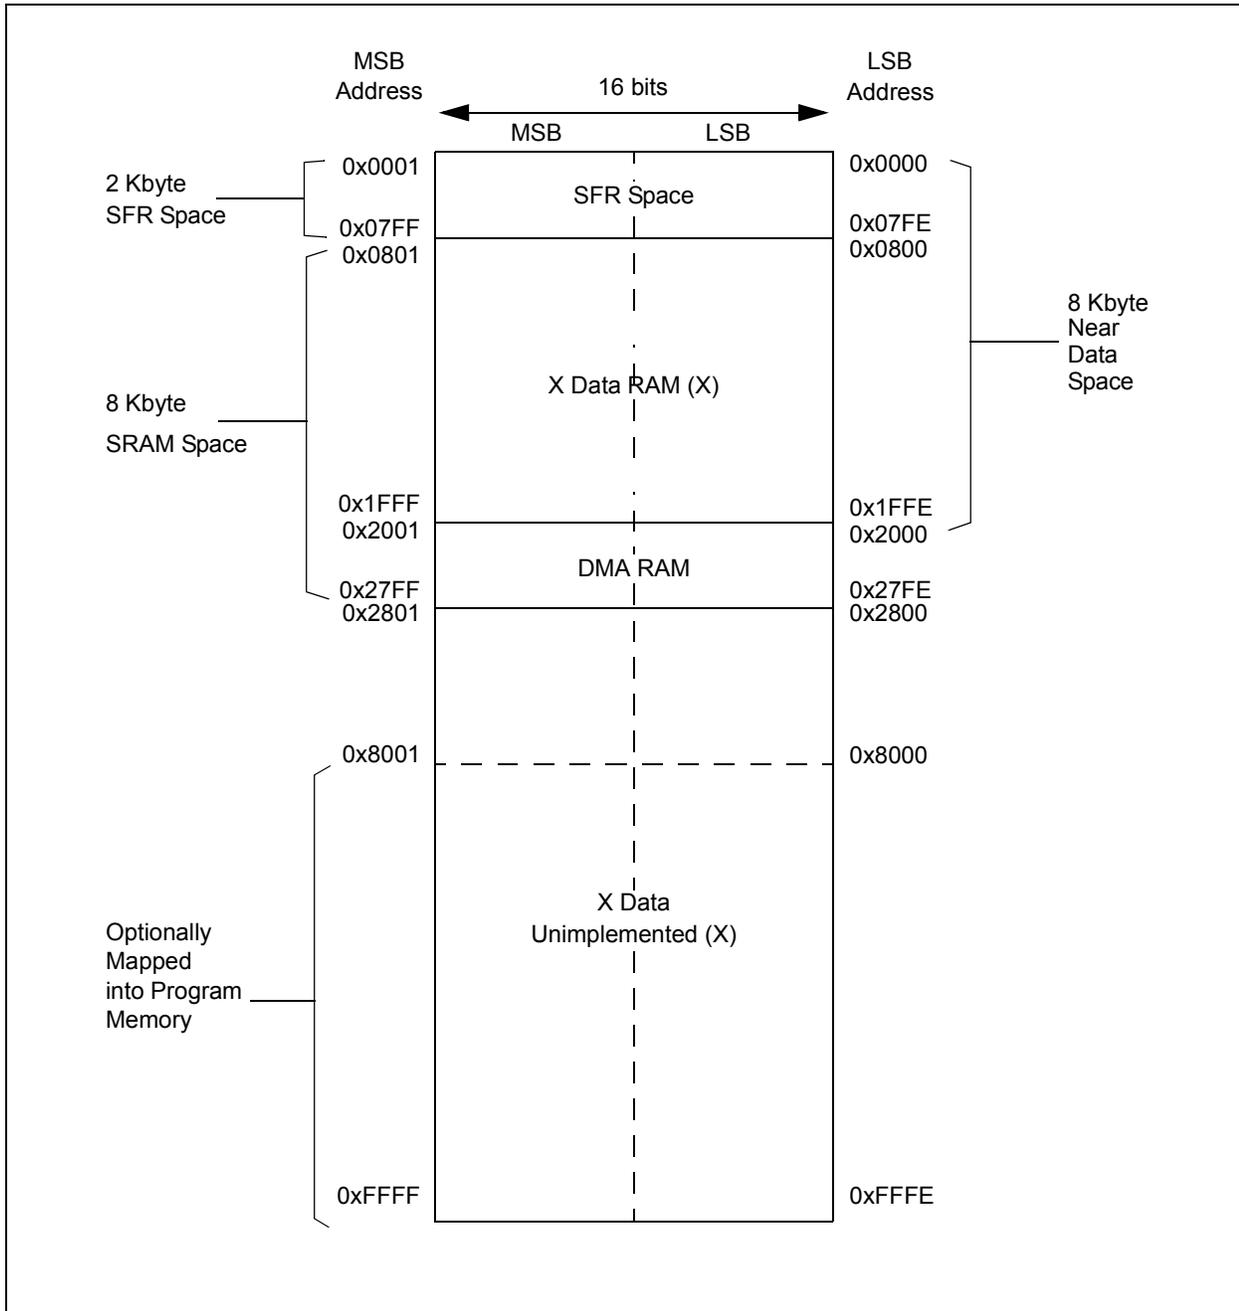 MSB
Address
LSB
Address
16 bits
MSB
LSB
0x0001
0x0000
2 Kbyte
SFR Space
SFR Space
0x07FF
0x07FE
0x0801
0x0800
8 Kbyte
Near
Data
Space
X Data RAM (X)
8 Kbyte
SRAM Space
0x1FFF
0x1FFE
0x2001
0x2000
DMA RAM
0x27FF
0x27FE
0x2801
0x2800
0x8001
0x8000
X Data
Unimplemented (X)
Optionally
Mapped
into Program
Memory
0xFFFF
0xFFFE